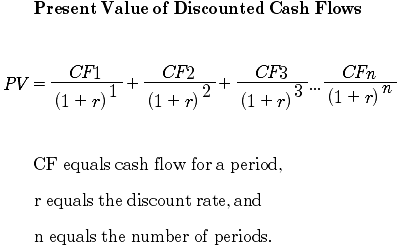 Present Value of Discounted Cash Flows
PV = CF1/(1 + r)^1 + CF2/(1 + r)^2 + CF3/(1 + r)^3 ... CFn/(1 + r)^n
CF equals cash flow for a period,
r equals the discount rate, and
n equals the number of periods.